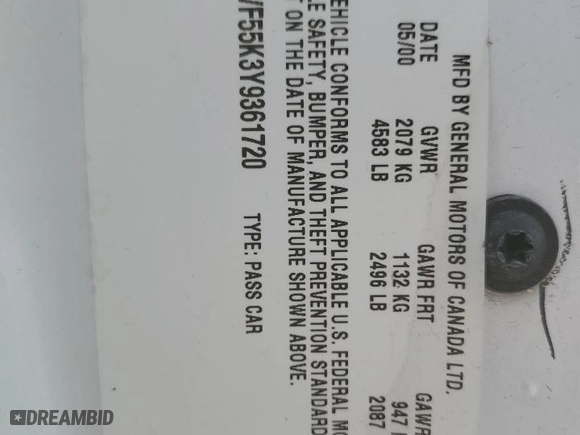 MFD BY GENERAL MOTORS OF CANADA LTD.
DATE GVWR GAWR FRT GAWR
05/00 2079 KG 1132 KG 947
4583 LB 2496 LB 2087
VEHICLE CONFORMS TO ALL APPLICABLE U.S. FEDERAL
SAFETY, BUMPER, AND THEFT PREVENTION STANDARD
ON THE DATE OF MANUFACTURE SHOWN ABOVE.
F55K3Y9361720 TYPE: PASS CAR
DREAMBID